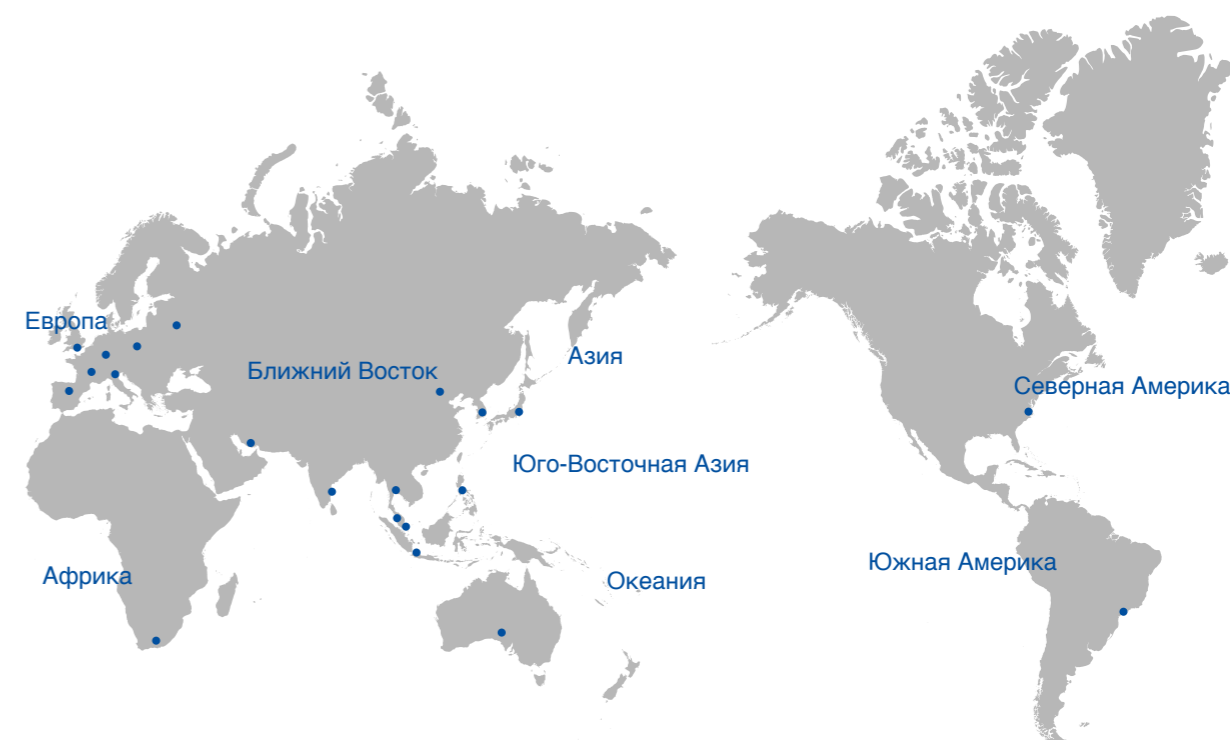 Европа
Азия
Ближний Восток
Северная Америка
Юго-Восточная Азия
Южная Америка
Африка
Океания